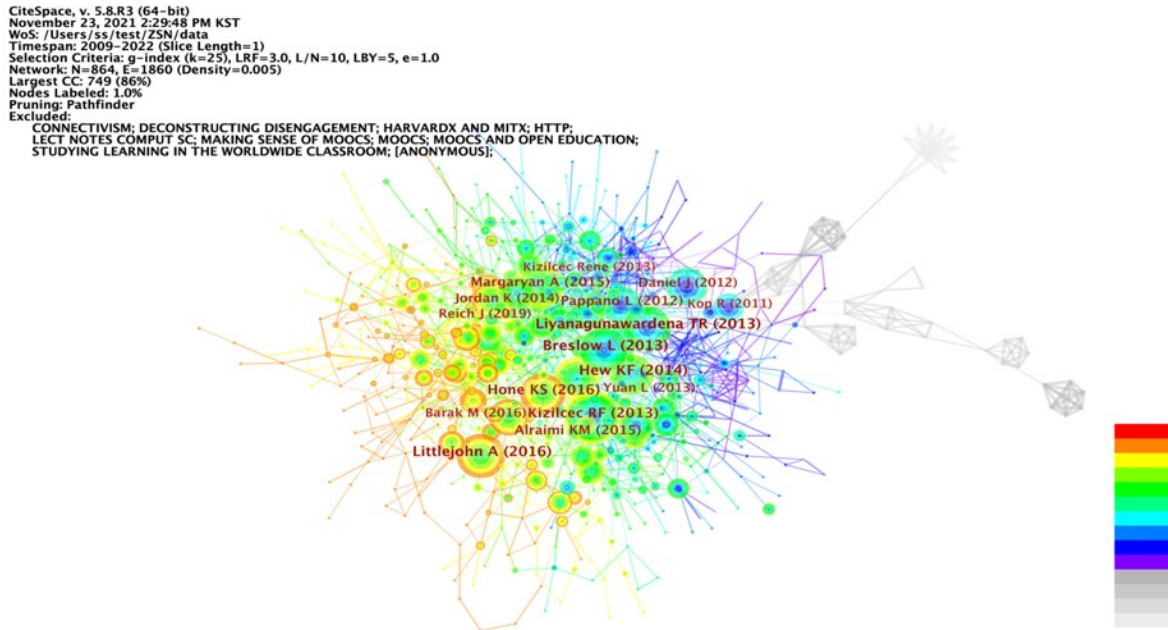 CiteSpace, v. 5.8.R3 (64-bit)
November 23, 2021 2:29:48 PM KST
WoS: /Users/ss/test/ZSN/data
Timespan: 2009-2022 (Slice Length=1)
Selection Criteria: g-index (k=25), LRF=3.0, L/N=10, LBY=5, e=1.0
Network: N=864, E=1860 (Density=0.005)
Largest CC: 749 (86%)
Nodes Labeled: 1.0%
Pruning: Pathfinder
Excluded:
CONNECTIVISM; DECONSTRUCTING DISENGAGEMENT; HARVARDX AND MITX; HTTP;
LECT NOTES COMPUT SC; MAKING SENSE OF MOOCS; MOOCS; MOOCS AND OPEN EDUCATION;
STUDYING LEARNING IN THE WORLDWIDE CLASSROOM; [ANONYMOUS];
Kizilcec Rene (2013)
Margaryan A (2015)
Daniel J (2012)
Jordan K (2014)
Pappano L (2012)
Kop R (2011)
Reich J (2019)
Liyanagunawardena TR (2013)
Breslow L (2013)
Hew KF (2014)
Hone KS (2016)
Yuan L (2013)
Barak M (2016)
Kizilcec RF (2013)
Alraimi KM (2015)
Littlejohn A (2016)